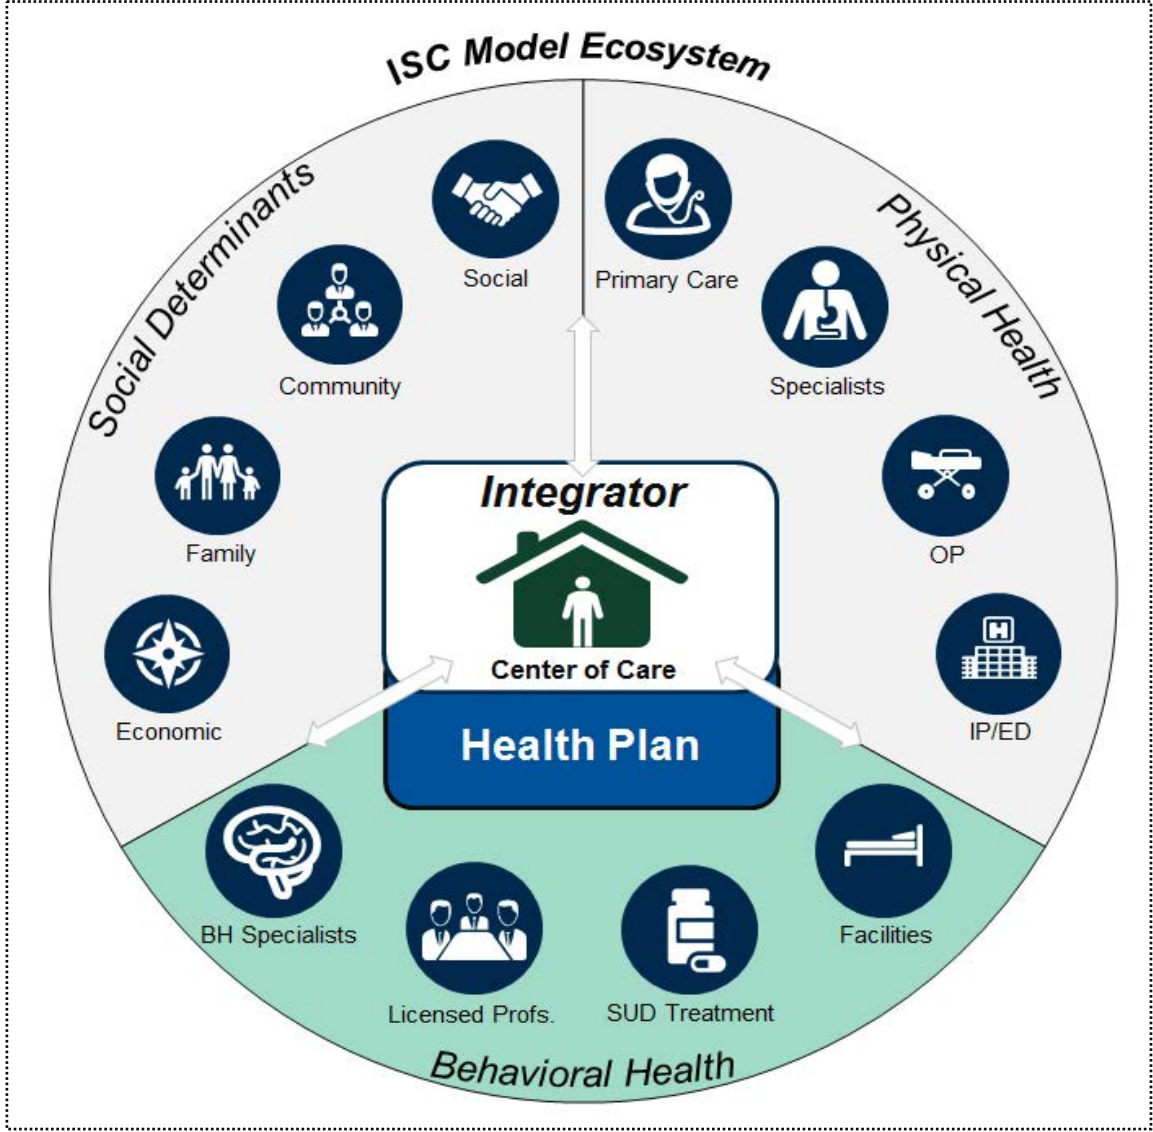 ISC Model Ecosystem
Social Determinants
Physical Health
Social
Primary Care
Community
Specialists
Family
OP
Economic
IP/ED
Integrator
Center of Care
Health Plan
BH Specialists
Licensed Profs.
SUD Treatment
Facilities
Behavioral Health
H